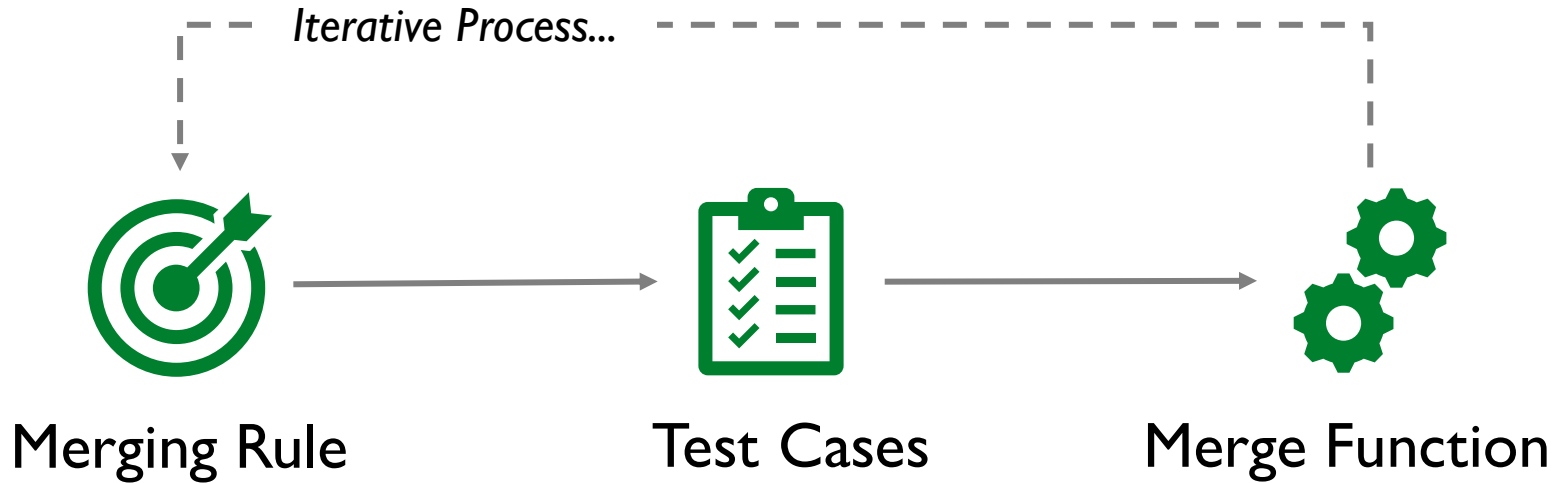 Iterative Process...
Merging Rule
Test Cases
Merge Function